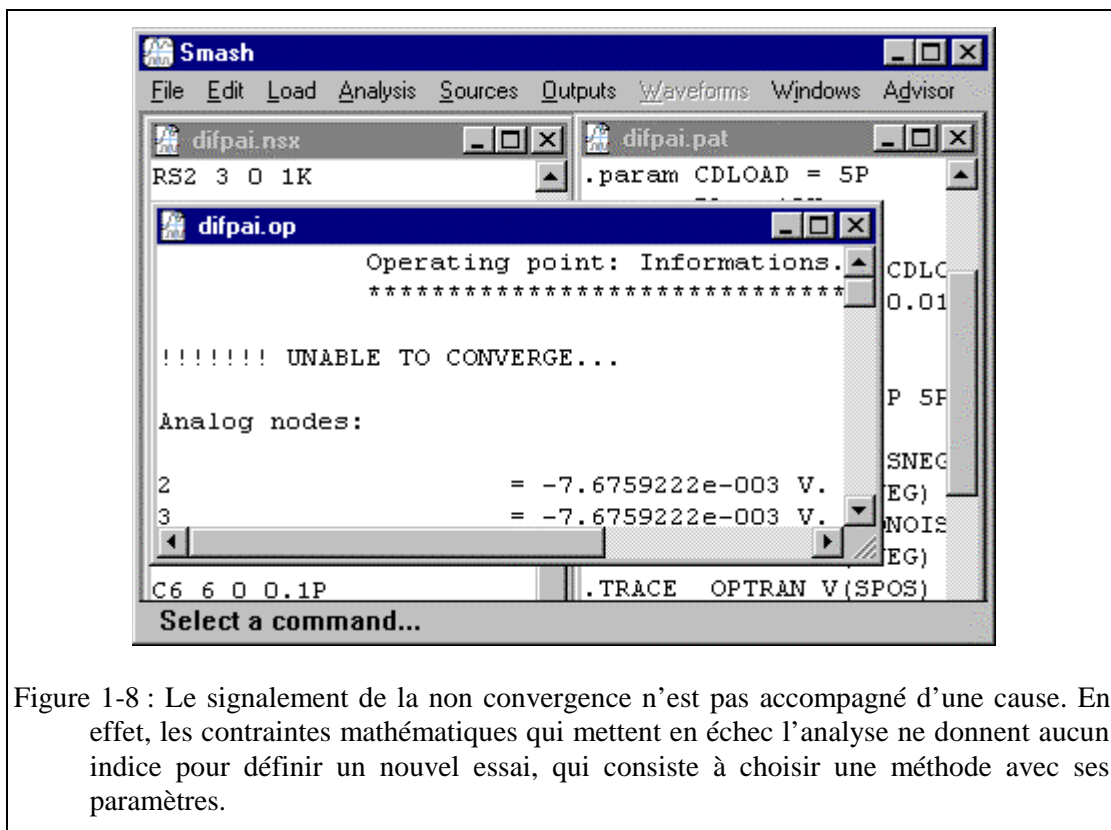 Smash
File Edit Load Analysis Sources Outputs Waveforms Windows Advisor
difpai.nsx
RS2 3 0 1K
difpai.pat
.param CDLOAD = 5P
difpai.op
Operating point: Informations.
*******************************
!!!!!!! UNABLE TO CONVERGE...
Analog nodes:
2 = -7.6759222e-003 V.
3 = -7.6759222e-003 V.
CDLO
0.01
P 5P
SNEG
EG)
NOIS
EG)
C6 6 0 0.1P
.TRACE OPTRAN V(SPOS)
Select a command...
Figure 1-8 : Le signalement de la non convergence n’est pas accompagné d’une cause. En
effet, les contraintes mathématiques qui mettent en échec l’analyse ne donnent aucun
indice pour définir un nouvel essai, qui consiste à choisir une méthode avec ses
paramètres.